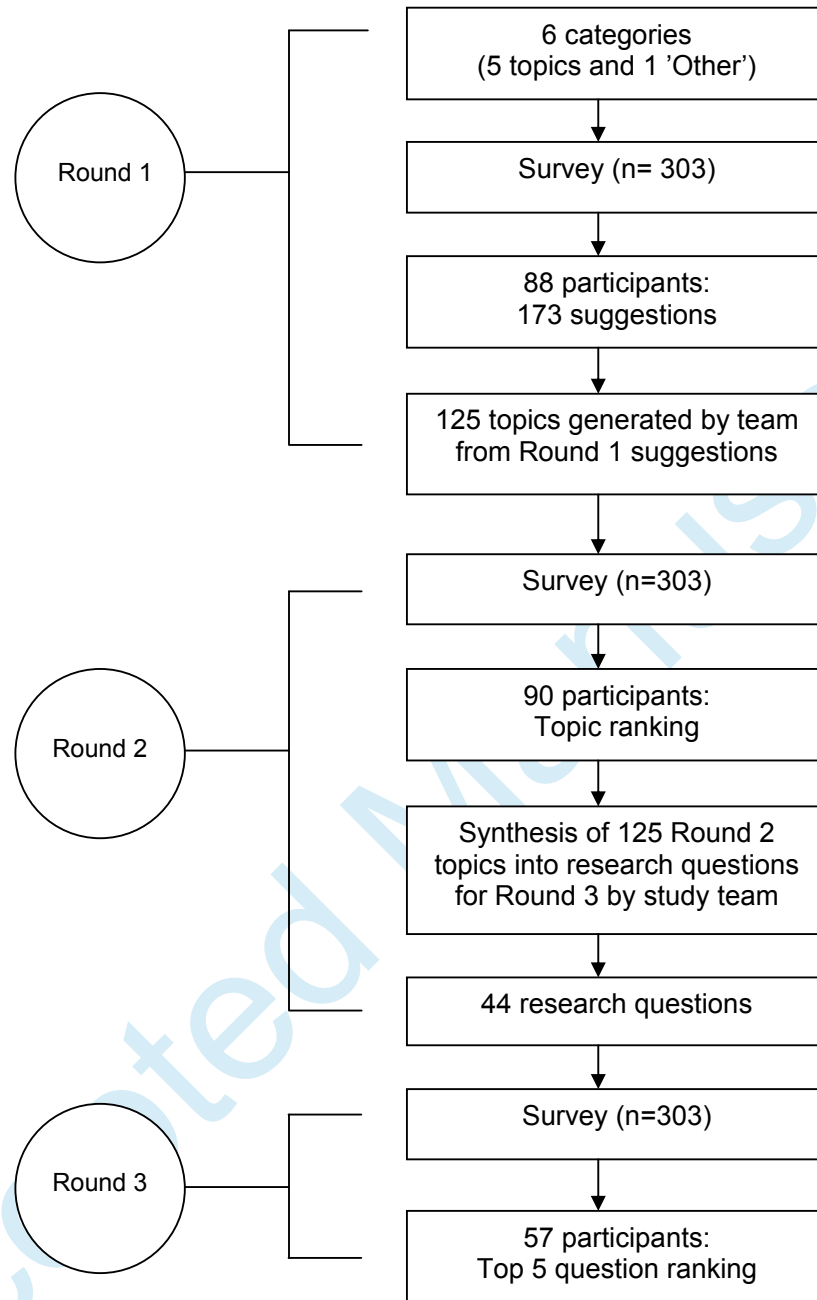 6 categories
(5 topics and 1 ’Other’)
Round 1
Survey (n= 303)
88 participants:
173 suggestions
125 topics generated by team
from Round 1 suggestions
Survey (n=303)
90 participants:
Topic ranking
Round 2
Synthesis of 125 Round 2
topics into research questions
for Round 3 by study team
44 research questions
Survey (n=303)
Round 3
57 participants:
Top 5 question ranking